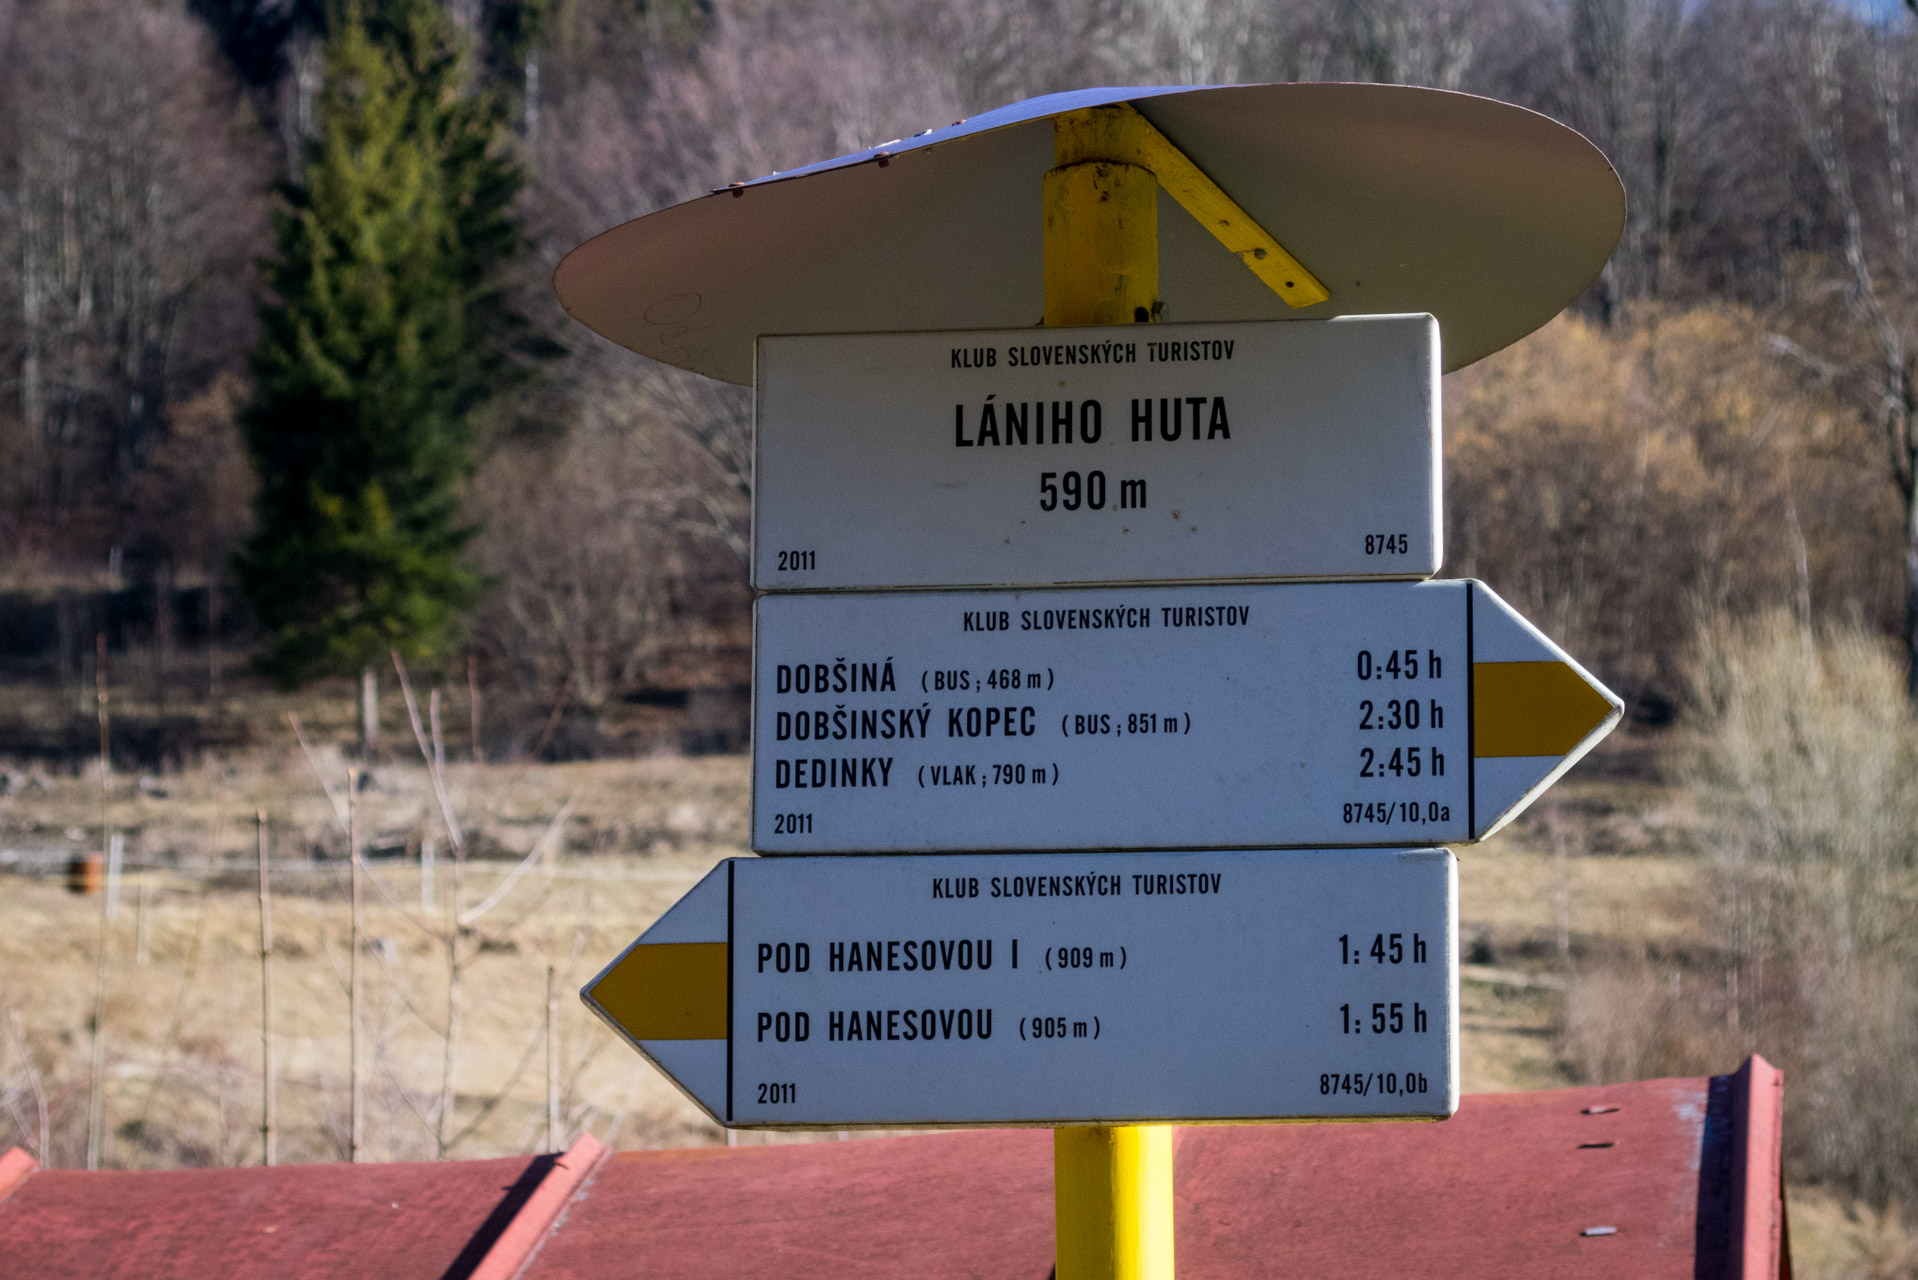 KLUB SLOVENSKÝCH TURISTOV
LÁNIHO HUTA
590 m
2011 8745
KLUB SLOVENSKÝCH TURISTOV
DOBŠINÁ (BUS; 468 m) 0:45 h
DOBŠINSKÝ KOPEC (BUS; 851 m) 2:30 h
DEDINKY (VLAK; 790 m) 2:45 h
2011 8745/10,0a
KLUB SLOVENSKÝCH TURISTOV
POD HANESOVOU I (909 m) 1:45 h
POD HANESOVOU (905 m) 1:55 h
2011 8745/10,0b